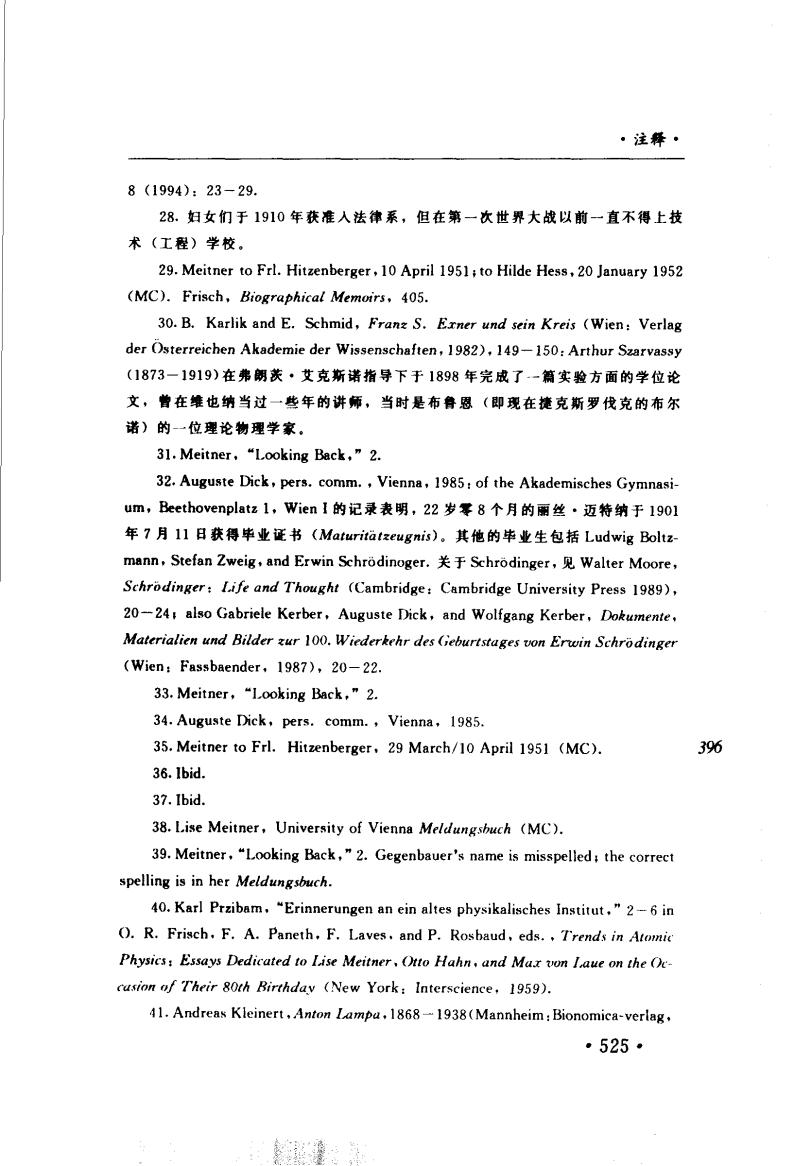 ·注释·
8 (1994): 23-29.
28. 妇女们于 1910 年获准入法律系，但在第一次世界大战以前一直不得上技
术（工程）学校。
29. Meitner to Frl. Hitzenberger, 10 April 1951; to Hilde Hess, 20 January 1952
(MC). Frisch, Biographical Memoirs, 405.
30. B. Karlik and E. Schmid, Franz S. Exner und sein Kreis (Wien: Verlag
der Österreichen Akademie der Wissenschaften, 1982), 149-150: Arthur Szarvassy
(1873-1919)在弗朗茨·艾克斯诺指导下于 1898 年完成了一篇实验方面的学位论
文，曾在维也纳当过一些年的讲师，当时是布鲁恩（即现在捷克斯罗伐克的布尔
诺）的一位理论物理学家。
31. Meitner, “Looking Back,” 2.
32. Auguste Dick, pers. comm., Vienna, 1985: of the Akademisches Gymnasi-
um, Beethovenplatz 1, Wien I 的记录表明，22 岁零 8 个月的丽丝·迈特纳于 1901
年 7 月 11 日获得毕业证书 (Maturitätzeugnis)。其他的毕业生包括 Ludwig Boltz-
mann, Stefan Zweig, and Erwin Schrödinoger. 关于 Schrödinger, 见 Walter Moore,
Schrödinger: Life and Thought (Cambridge: Cambridge University Press 1989),
20-24; also Gabriele Kerber, Auguste Dick, and Wolfgang Kerber, Dokumente,
Materialien und Bilder zur 100. Wiederkehr des Geburtstages von Erwin Schrödinger
(Wien: Fassbaender, 1987), 20-22.
33. Meitner, “Looking Back,” 2.
34. Auguste Dick, pers. comm., Vienna, 1985.
35. Meitner to Frl. Hitzenberger, 29 March/10 April 1951 (MC).
396
36. Ibid.
37. Ibid.
38. Lise Meitner, University of Vienna Meldungsbuch (MC).
39. Meitner, “Looking Back,” 2. Gegenbauer's name is misspelled; the correct
spelling is in her Meldungsbuch.
40. Karl Przibam, “Erinnerungen an ein altes physikalisches Institut,” 2-6 in
O. R. Frisch, F. A. Paneth, F. Laves, and P. Rosbaud, eds., Trends in Atomic
Physics: Essays Dedicated to Lise Meitner, Otto Hahn, and Max von Laue on the Oc-
casion of Their 80th Birthday (New York: Interscience, 1959).
41. Andreas Kleinert, Anton Lampa, 1868-1938(Mannheim: Bionomica-verlag,
·525·